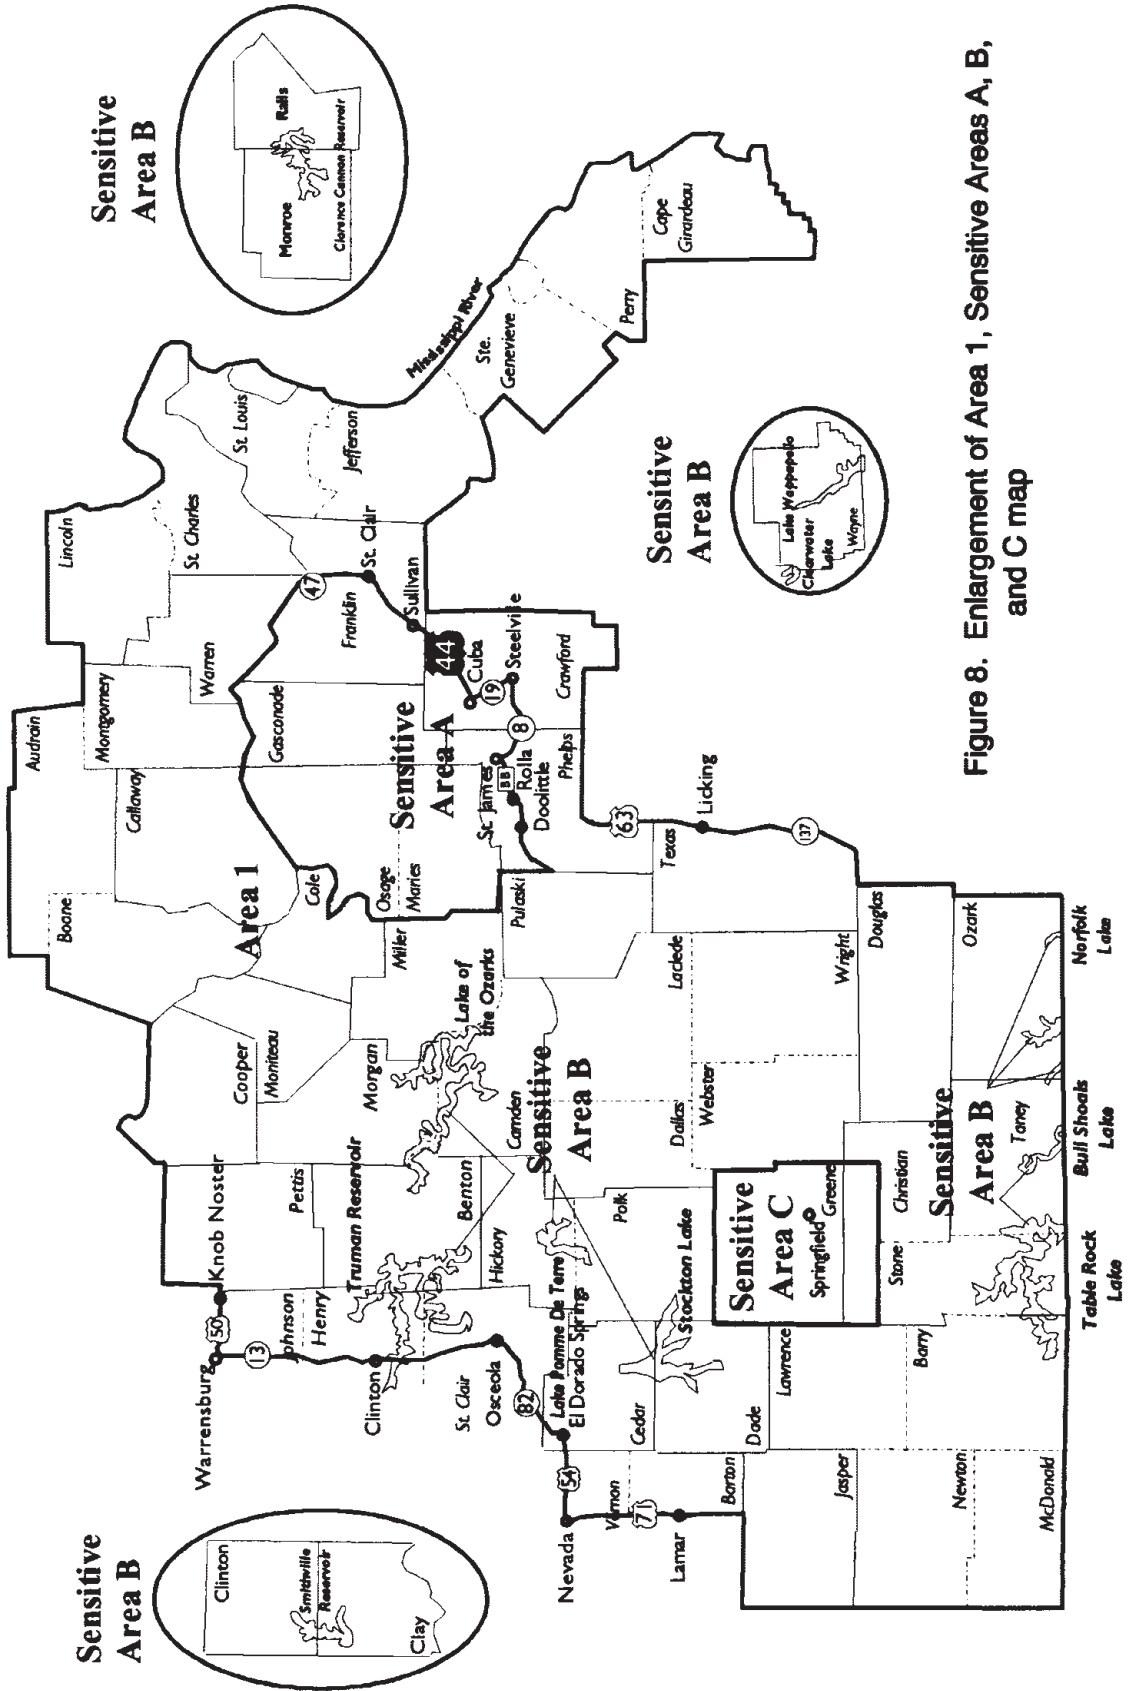 Sensitive
Area B
Clinton
Smithville
Reservoir
Clay
Sensitive
Area B
Monroe
Ralls
Clarence Cannon Reservoir
Sensitive
Area B
Lake Wappapello
Clearwater
Lake
Wayne
Warrensburg
50
Knob Noster
13
Johnson
Henry
Pettis
Cooper
Moniteau
Boone
Audrain
Callaway
Montgomery
Lincoln
Warren
St. Charles
St. Louis
Area 1
Clinton
Truman Reservoir
Morgan
Cole
Osage
Maries
Miller
Gasconade
47
Franklin
St. Clair
Jefferson
Mississippi River
Ste.
Genevieve
Perry
Cape
Girardeau
Sensitive
Area A
44
Sullivan
Cuba
19
Steelville
Crawford
8
St. James
BB
Rolla
Doolittle
Phelps
St. Clair
Osceola
82
Benton
Hickory
Camden
Lake of
the Ozarks
Pulaski
Sensitive
Area B
Lake Pomme De Terre
El Dorado Springs
54
Nevada
Vernon
71
Lamar
Cedar
Polk
Stockton Lake
Dallas
Webster
Laclede
Texas
63
Licking
137
Barton
Dade
Sensitive
Area C
Springfield
Greene
Lawrence
Wright
Douglas
Jasper
Barry
Stone
Christian
Sensitive
Area B
Ozark
Newton
McDonald
Taney
Table Rock
Lake
Bull Shoals
Lake
Norfolk
Lake
Figure 8. Enlargement of Area 1, Sensitive Areas A, B,
and C map